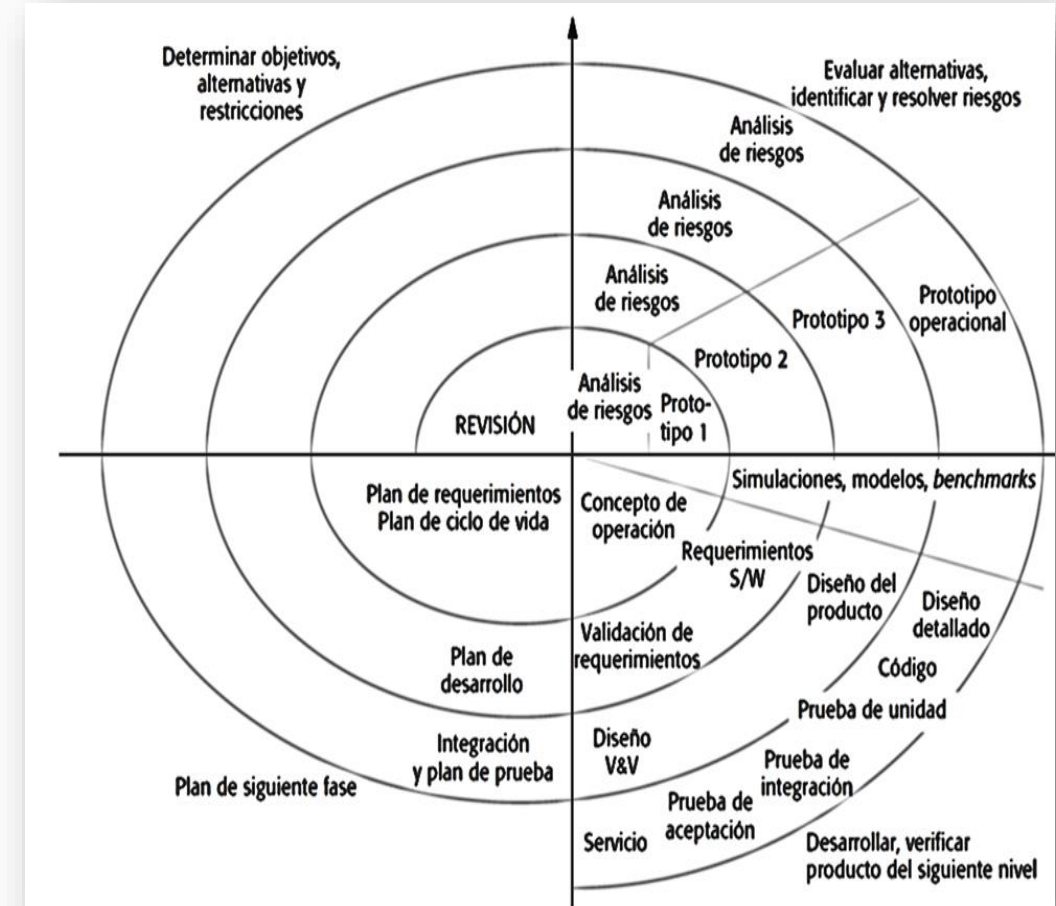 Determinar objetivos,
alternativas y
restricciones
Evaluar alternativas,
identificar y resolver riesgos
Análisis
de riesgos
Análisis
de riesgos
Análisis
de riesgos
Análisis
de riesgos
Prototipo
operacional
Prototipo 3
Prototipo 2
Proto-
tipo 1
REVISIÓN
Plan de requerimientos
Plan de ciclo de vida
Concepto de
operación
Simulaciones, modelos, benchmarks
Requerimientos
S/W
Diseño del
producto
Diseño
detallado
Validación de
requerimientos
Plan de
desarrollo
Código
Prueba de unidad
Integración
y plan de prueba
Diseño
V&V
Prueba de
integración
Plan de siguiente fase
Prueba de
aceptación
Servicio
Desarrollar, verificar
producto del siguiente nivel